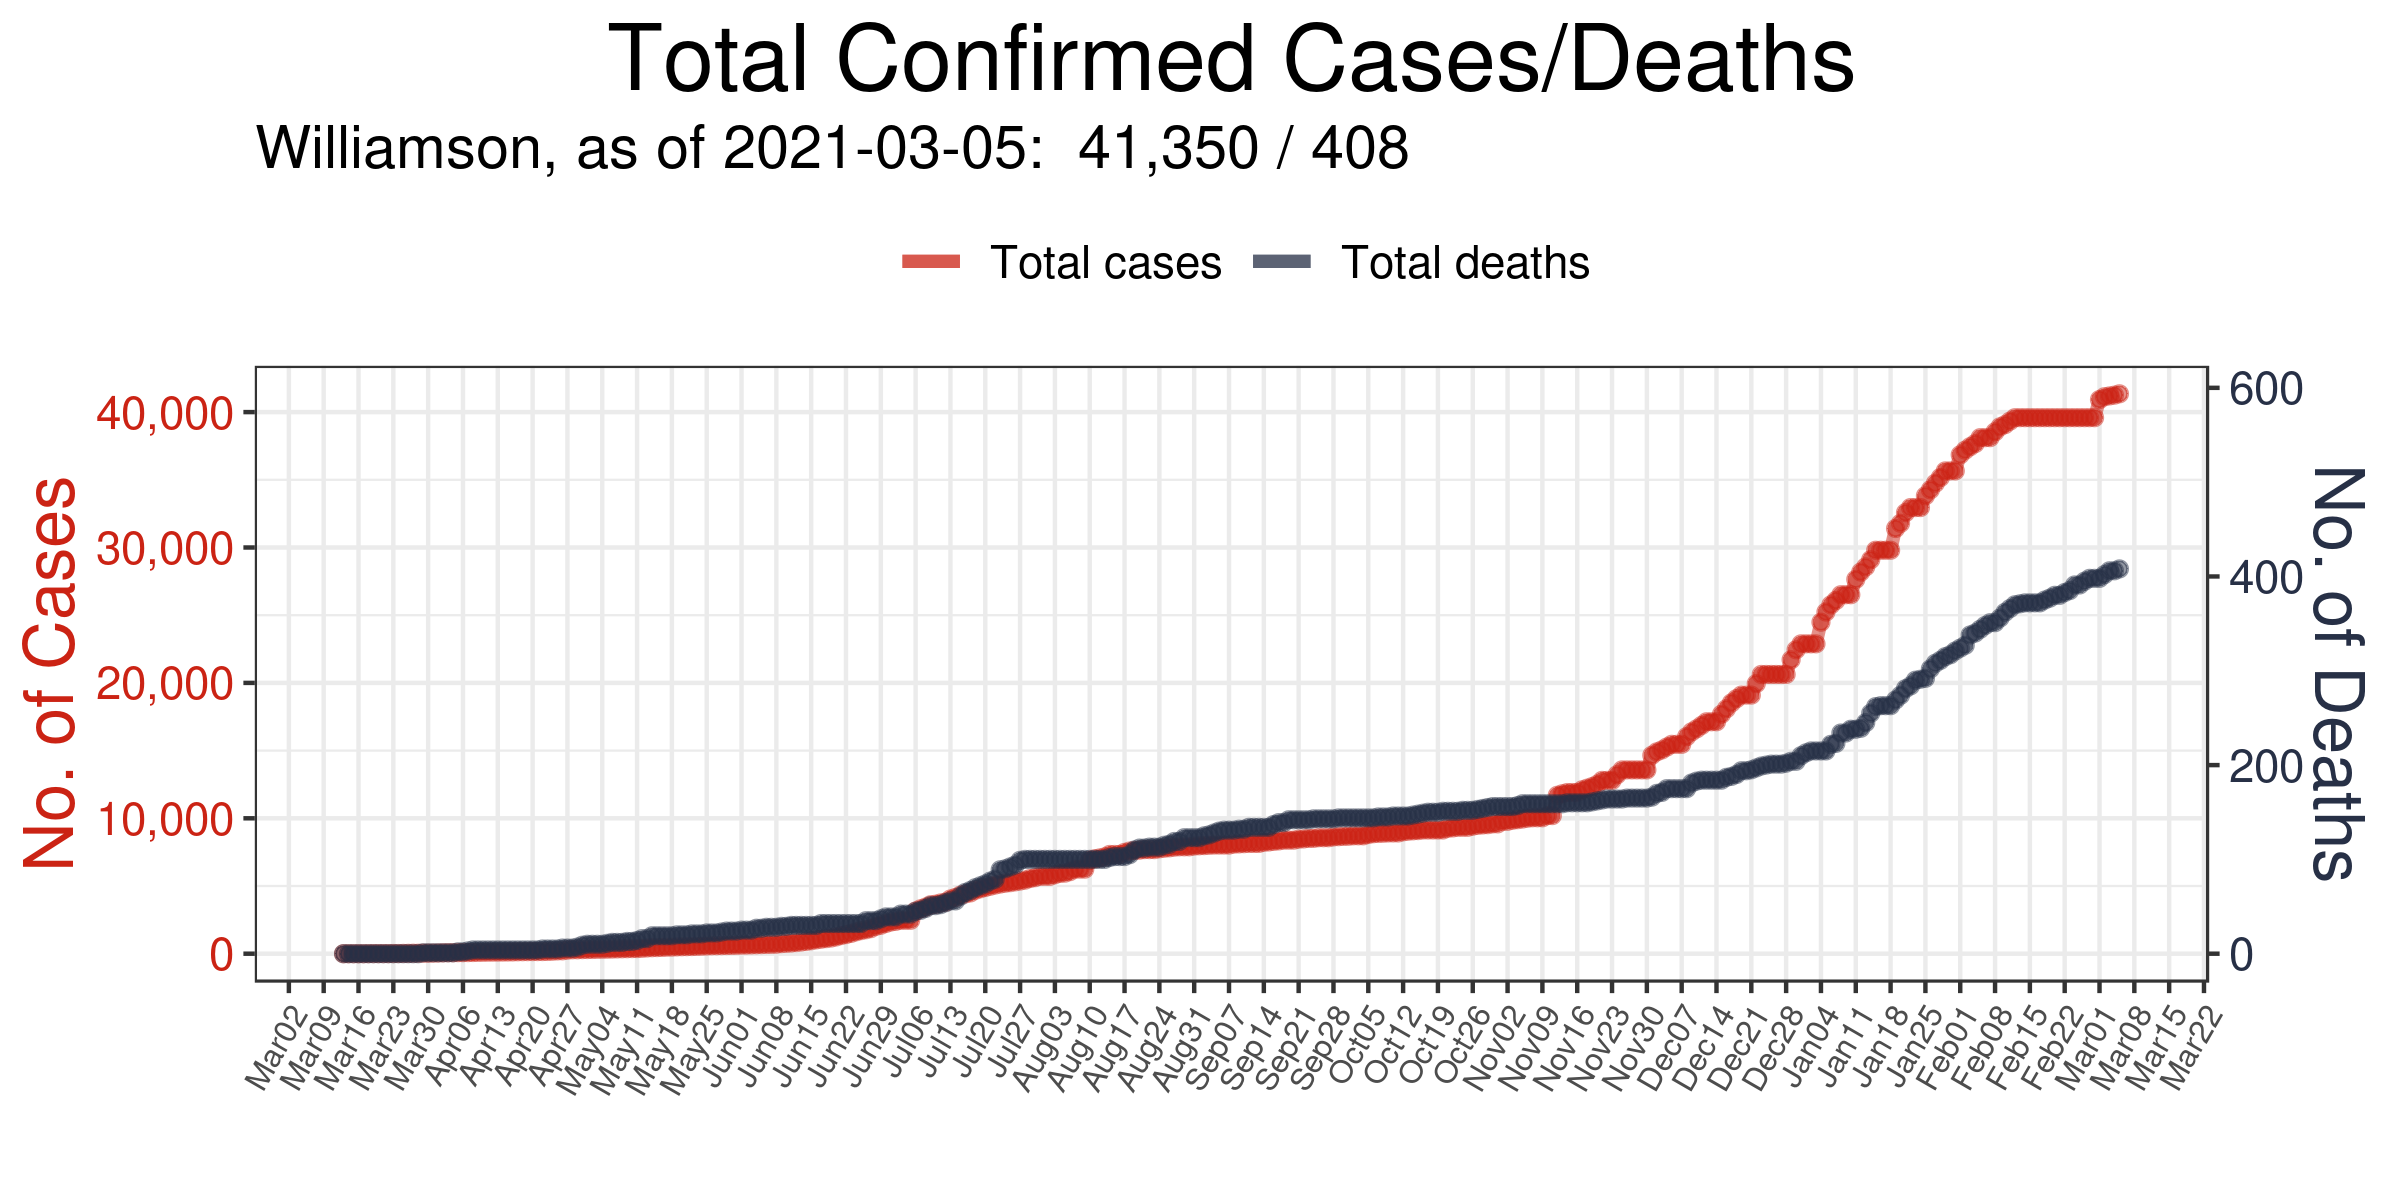 Total Confirmed Cases/Deaths
Williamson, as of 2021-03-05: 41,350 / 408
Total cases
Total deaths
No. of Cases
40,000
30,000
20,000
10,000
0
600
400
200
0
No. of Deaths
Mar02
Mar09
Mar16
Mar23
Mar30
Apr06
Apr13
Apr20
Apr27
May04
May11
May18
May25
Jun01
Jun08
Jun15
Jun22
Jun29
Jul06
Jul13
Jul20
Jul27
Aug03
Aug10
Aug17
Aug24
Aug31
Sep07
Sep14
Sep21
Sep28
Oct05
Oct12
Oct19
Oct26
Nov02
Nov09
Nov16
Nov23
Nov30
Dec07
Dec14
Dec21
Dec28
Jan04
Jan11
Jan18
Jan25
Feb01
Feb08
Feb15
Feb22
Mar01
Mar08
Mar15
Mar22